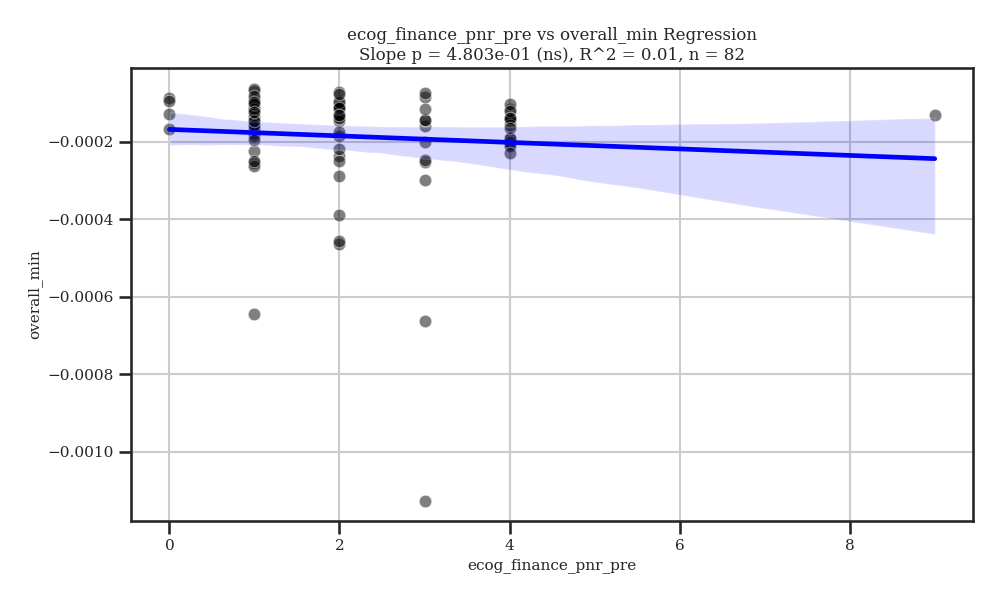 ecog_finance_pnr_pre vs overall_min Regression
Slope p = 4.803e-01 (ns), R^2 = 0.01, n = 82
overall_min
−0.0002
−0.0004
−0.0006
−0.0008
−0.0010
0 2 4 6 8
ecog_finance_pnr_pre